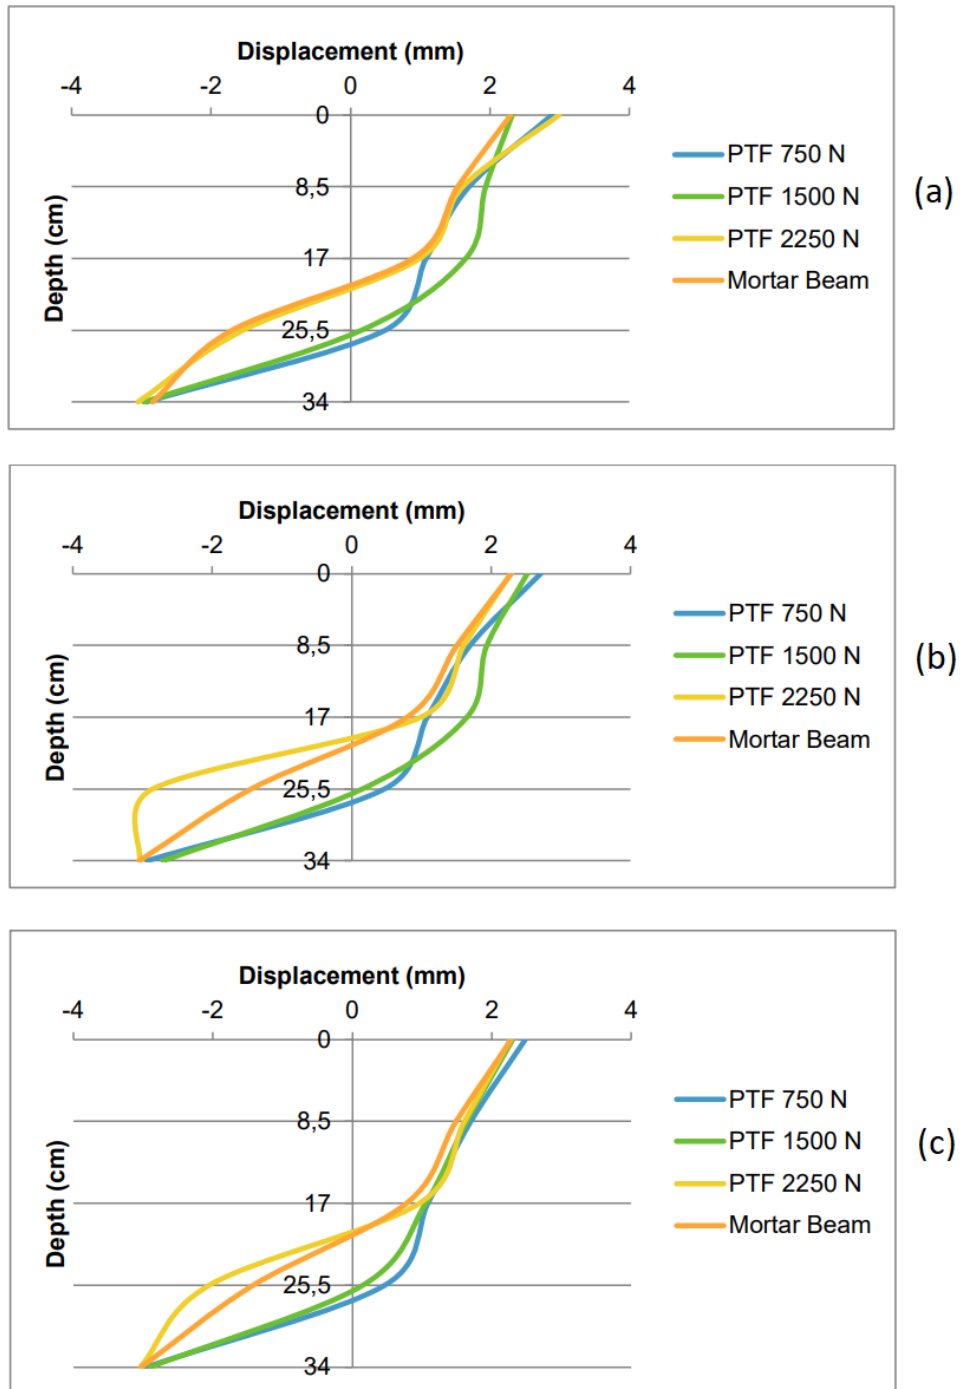 Displacement (mm)
-4 -2 0 2 4
0
8,5
17
25,5
34
Depth (cm)
PTF 750 N
PTF 1500 N
PTF 2250 N
Mortar Beam
(a)
Displacement (mm)
-4 -2 0 2 4
0
8,5
17
25,5
34
Depth (cm)
PTF 750 N
PTF 1500 N
PTF 2250 N
Mortar Beam
(b)
Displacement (mm)
-4 -2 0 2 4
0
8,5
17
25,5
34
Depth (cm)
PTF 750 N
PTF 1500 N
PTF 2250 N
Mortar Beam
(c)